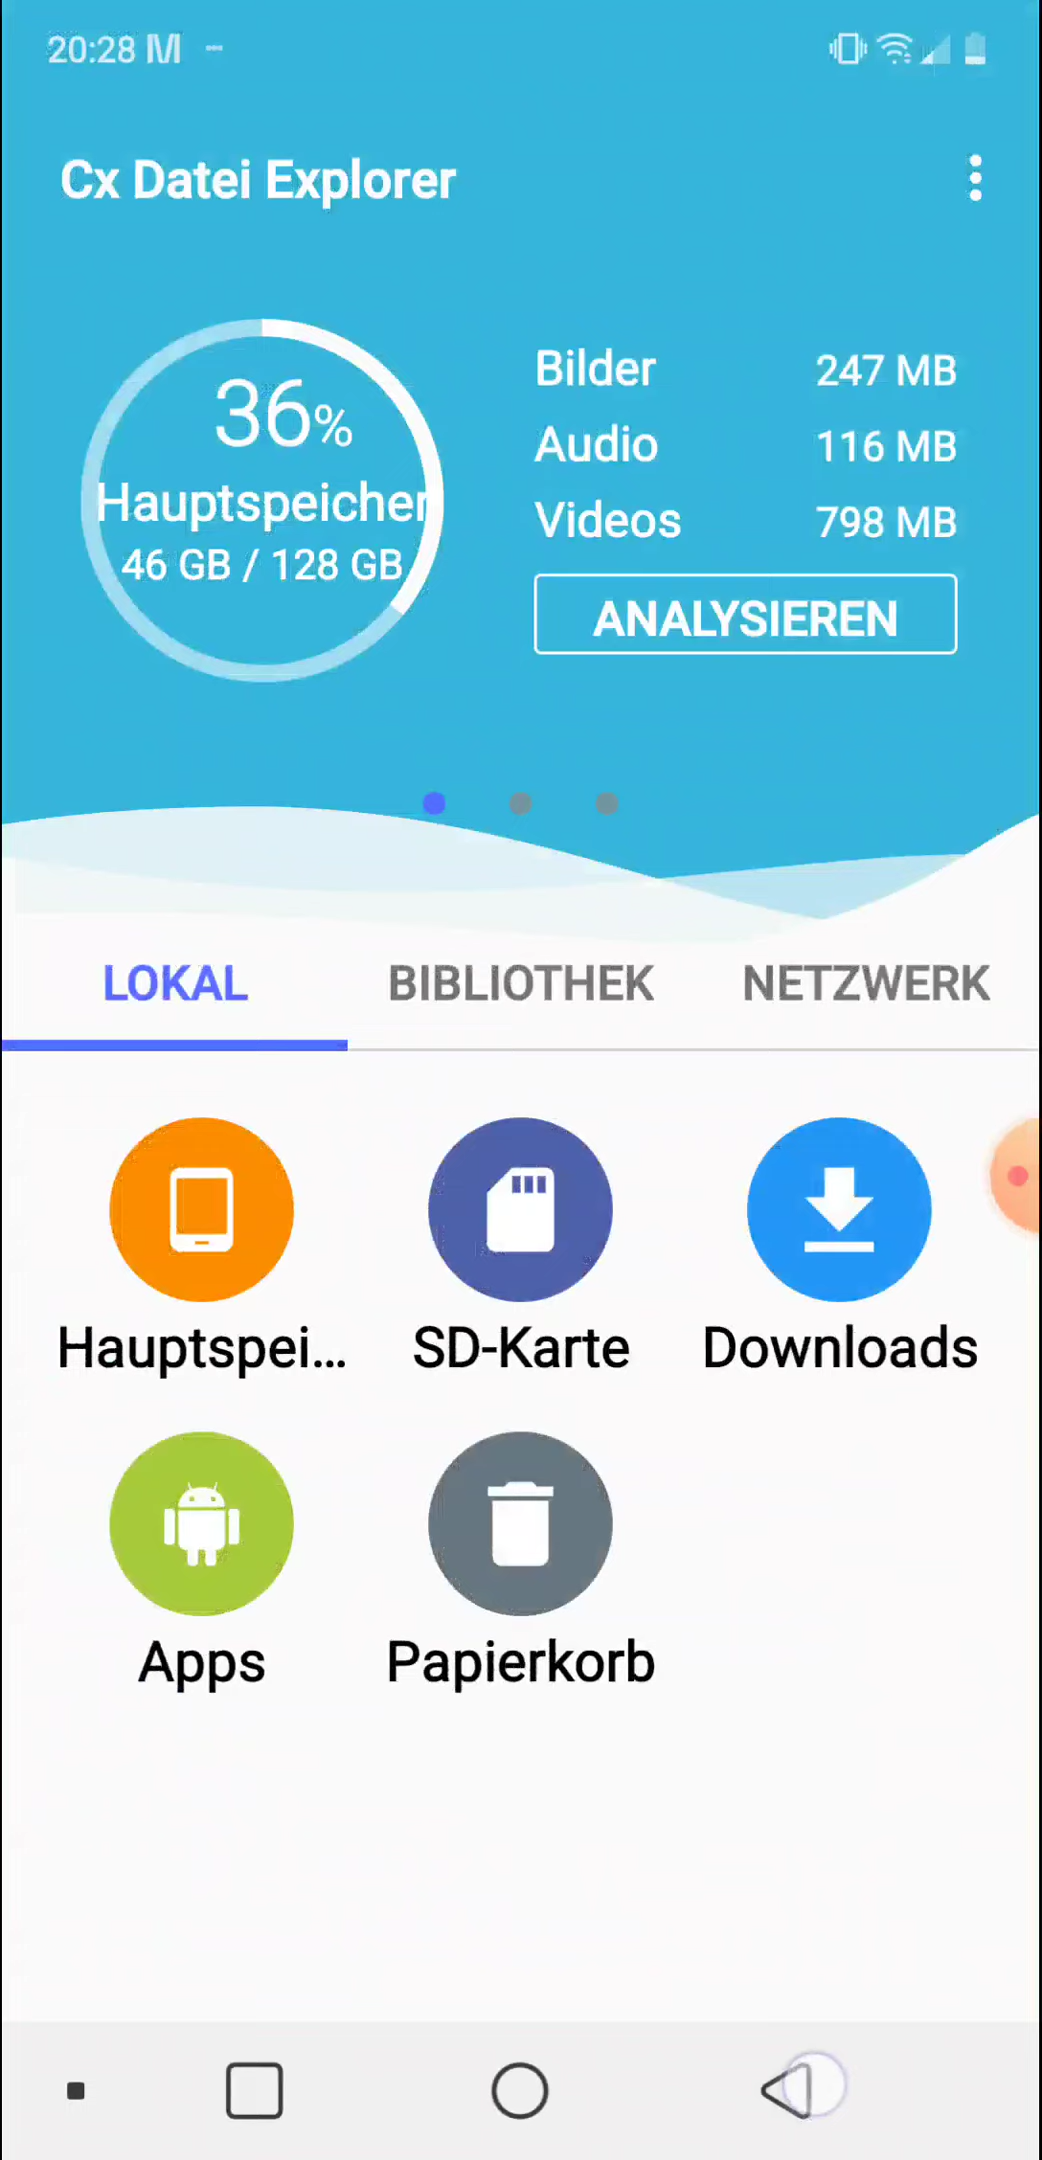 20:28 M
Cx Datei Explorer
36%
Hauptspeicher
46 GB / 128 GB
Bilder 247 MB
Audio 116 MB
Videos 798 MB
ANALYSIEREN
LOKAL BIBLIOTHEK NETZWERK
Hauptspei... SD-Karte Downloads
Apps Papierkorb